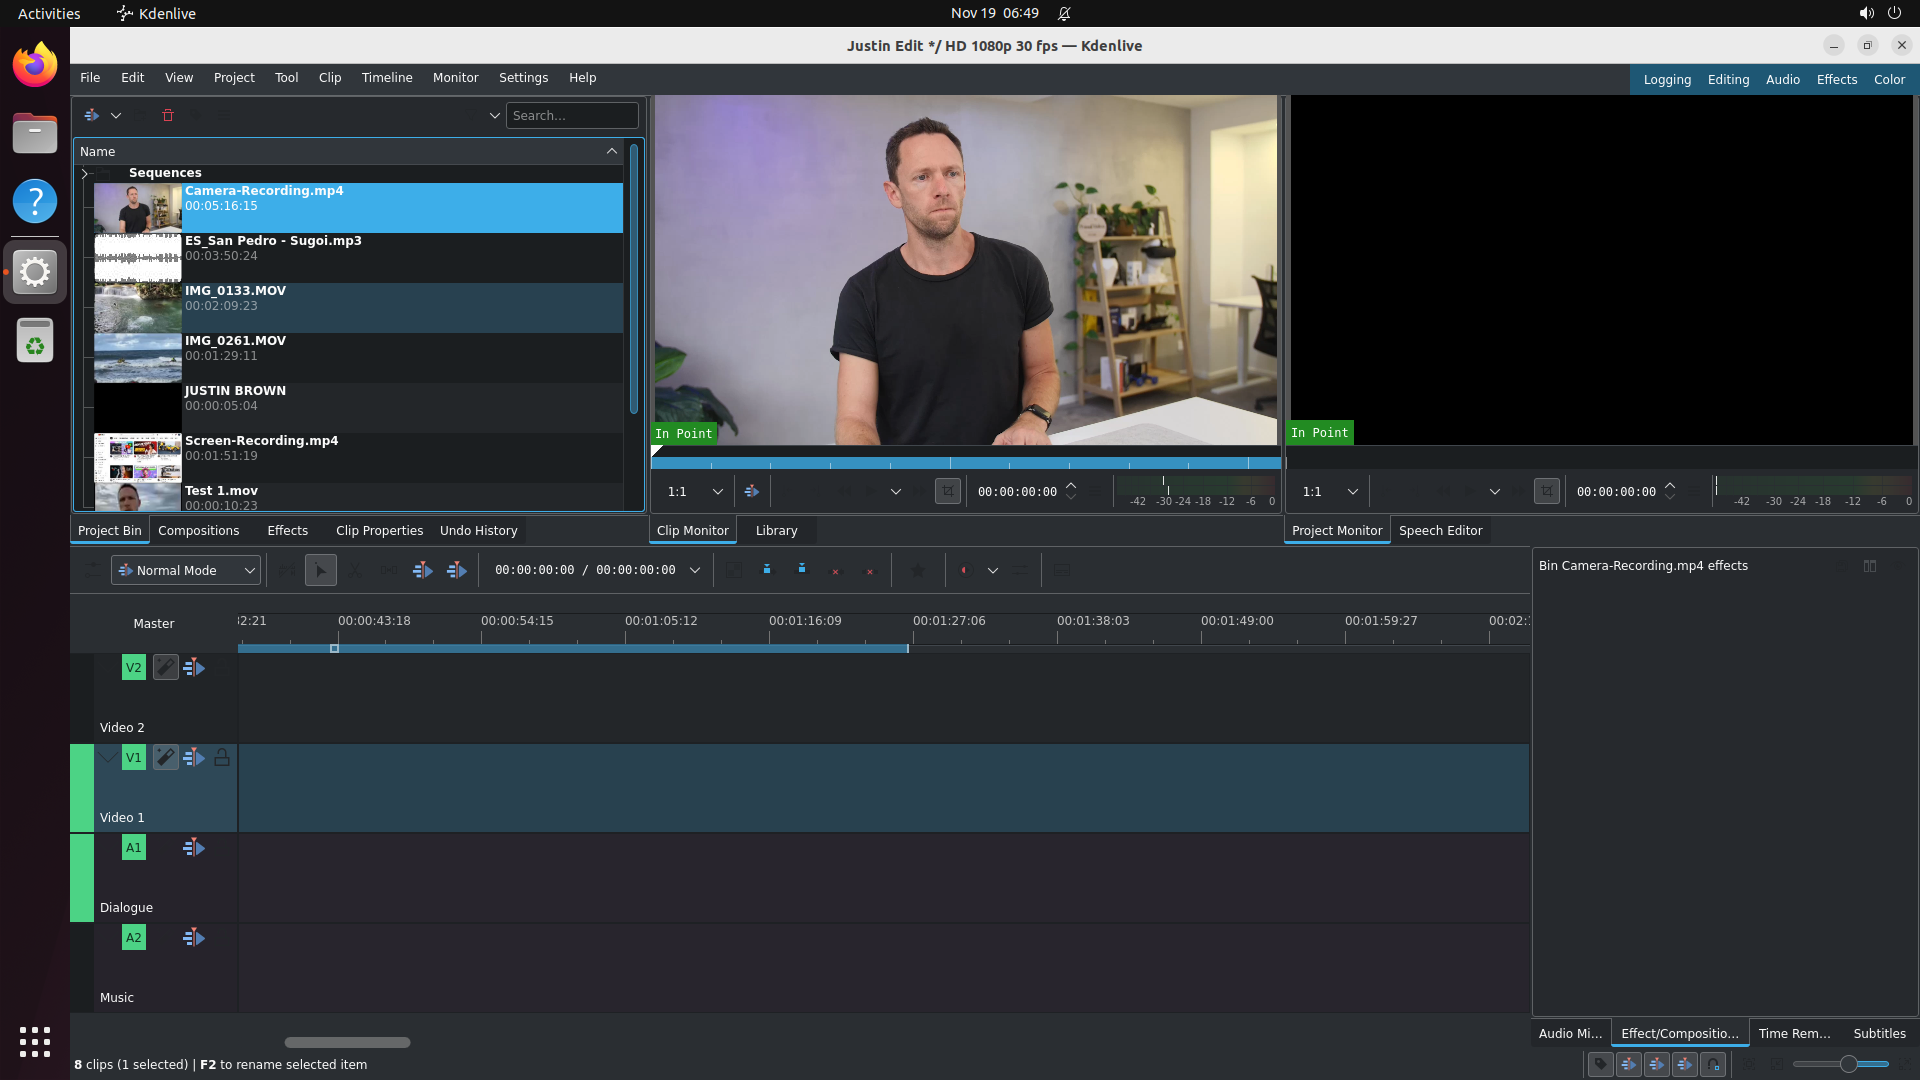 Activities
Kdenlive
Nov 19 06:49
Justin Edit */ HD 1080p 30 fps — Kdenlive
File Edit View Project Tool Clip Timeline Monitor Settings Help
Logging Editing Audio Effects Color
Search...
Name
Sequences
Camera-Recording.mp4
00:05:16:15
ES_San Pedro - Sugoi.mp3
00:03:50:24
IMG_0133.MOV
00:02:09:23
IMG_0261.MOV
00:01:29:11
JUSTIN BROWN
00:00:05:04
Screen-Recording.mp4
00:01:51:19
Test 1.mov
00:00:10:23
In Point
In Point
1:1
00:00:00:00
-42 -30 -24 -18 -12 -6 0
1:1
00:00:00:00
-42 -30 -24 -18 -12 -6 0
Project Bin Compositions Effects Clip Properties Undo History
Clip Monitor Library
Project Monitor Speech Editor
Normal Mode
00:00:00:00 / 00:00:00:00
Bin Camera-Recording.mp4 effects
Master
32:21 00:00:43:18 00:00:54:15 00:01:05:12 00:01:16:09 00:01:27:06 00:01:38:03 00:01:49:00 00:01:59:27 00:02:
V2
Video 2
V1
Video 1
A1
Dialogue
A2
Music
Audio Mi... Effect/Compositio... Time Rem... Subtitles
8 clips (1 selected) | F2 to rename selected item